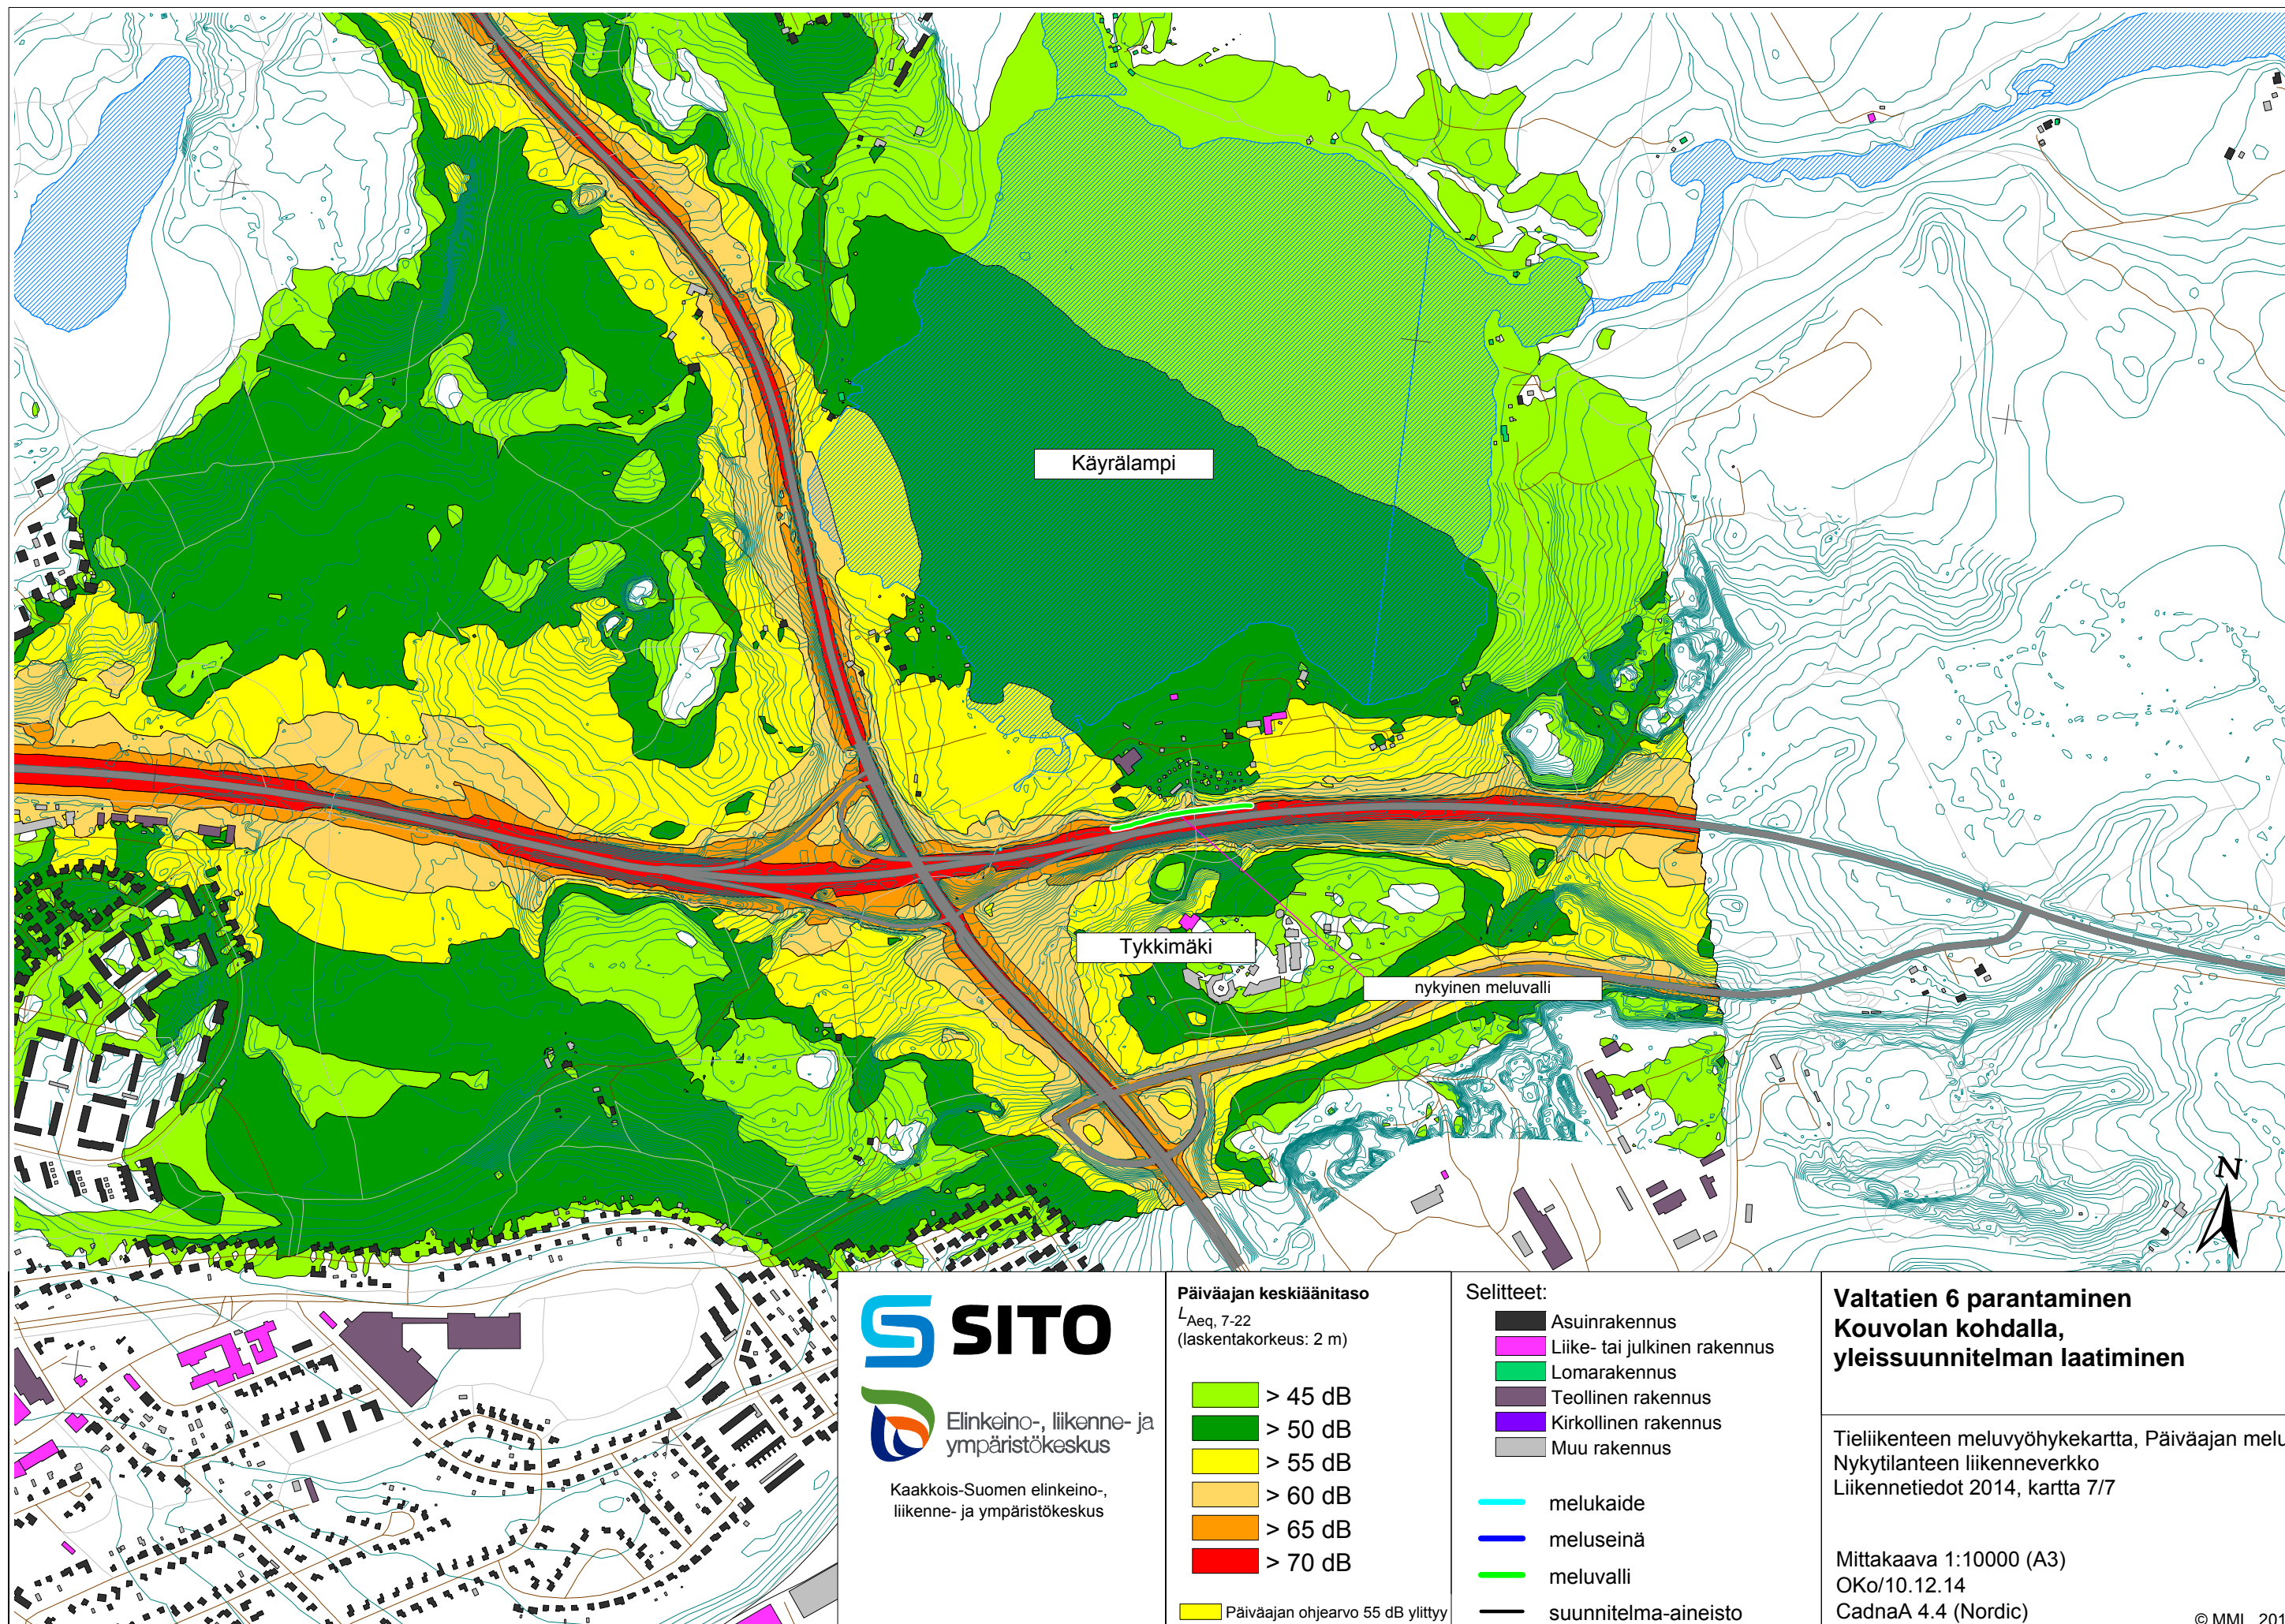 Käyrälampi
Tykkimäki
nykyinen meluvalli
N
SITO
Elinkeino-, liikenne- ja
ympäristökeskus
Kaakkois-Suomen elinkeino-,
liikenne- ja ympäristökeskus
Päiväajan keskiäänitaso
LAeq, 7-22
(laskentakorkeus: 2 m)
> 45 dB
> 50 dB
> 55 dB
> 60 dB
> 65 dB
> 70 dB
Päiväajan ohjearvo 55 dB ylittyy
Selitteet:
Asuinrakennus
Liike- tai julkinen rakennus
Lomarakennus
Teollinen rakennus
Kirkollinen rakennus
Muu rakennus
melukaide
meluseinä
meluvalli
suunnitelma-aineisto
Valtatien 6 parantaminen
Kouvolan kohdalla,
yleissuunnitelman laatiminen
Tieliikenteen meluvyöhykekartta, Päiväajan melu
Nykytilanteen liikenneverkko
Liikennetiedot 2014, kartta 7/7
Mittakaava 1:10000 (A3)
OKo/10.12.14
CadnaA 4.4 (Nordic)
© MML, 201